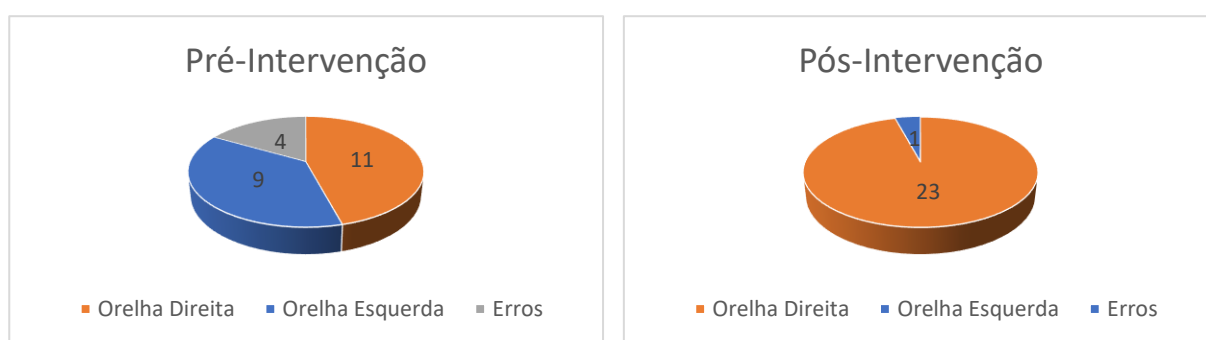 Pré-Intervenção
4
11
9
Orelha Direita Orelha Esquerda Erros
Pós-Intervenção
1
23
Orelha Direita Orelha Esquerda Erros